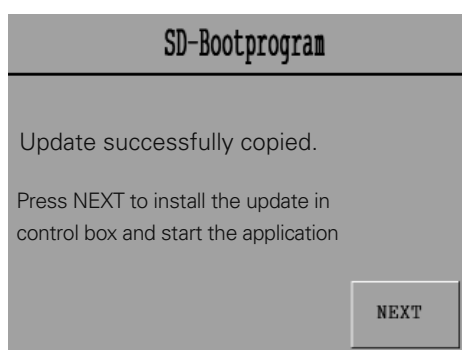 SD-Bootprogram
Update successfully copied.
Press NEXT to install the update in
control box and start the application
NEXT